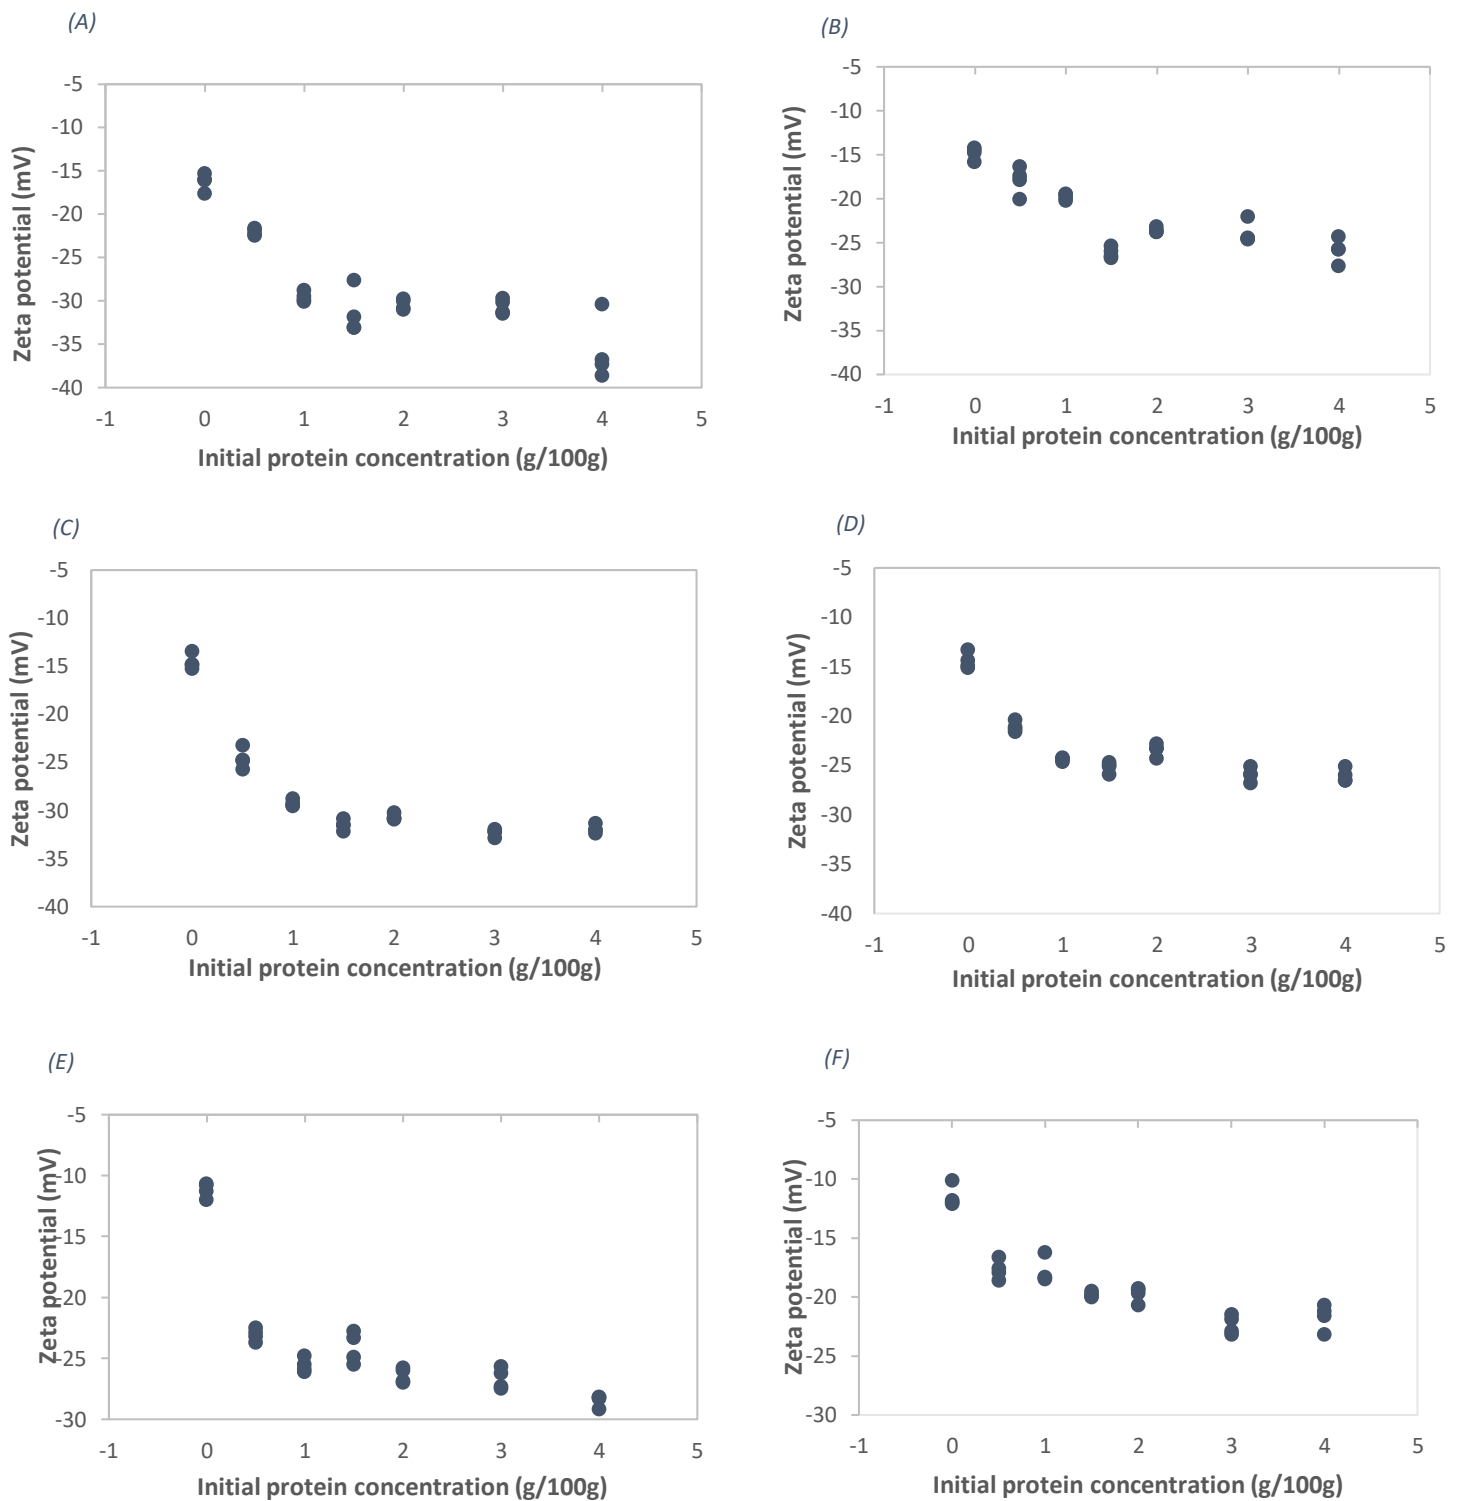 (A)
-5
-10
-15
-20
-25
-30
-35
-40
-1 0 1 2 3 4 5
Zeta potential (mV)
Initial protein concentration (g/100g)
(B)
-5
-10
-15
-20
-25
-30
-35
-40
-1 0 1 2 3 4 5
Zeta potential (mV)
Initial protein concentration (g/100g)
(C)
-5
-10
-15
-20
-25
-30
-35
-40
-1 0 1 2 3 4 5
Zeta potential (mV)
Initial protein concentration (g/100g)
(D)
-5
-10
-15
-20
-25
-30
-35
-40
-1 0 1 2 3 4 5
Zeta potential (mV)
Initial protein concentration (g/100g)
(E)
-5
-10
-15
-20
-25
-30
-1 0 1 2 3 4 5
Zeta potential (mV)
Initial protein concentration (g/100g)
(F)
-5
-10
-15
-20
-25
-30
-1 0 1 2 3 4 5
Zeta potential (mV)
Initial protein concentration (g/100g)